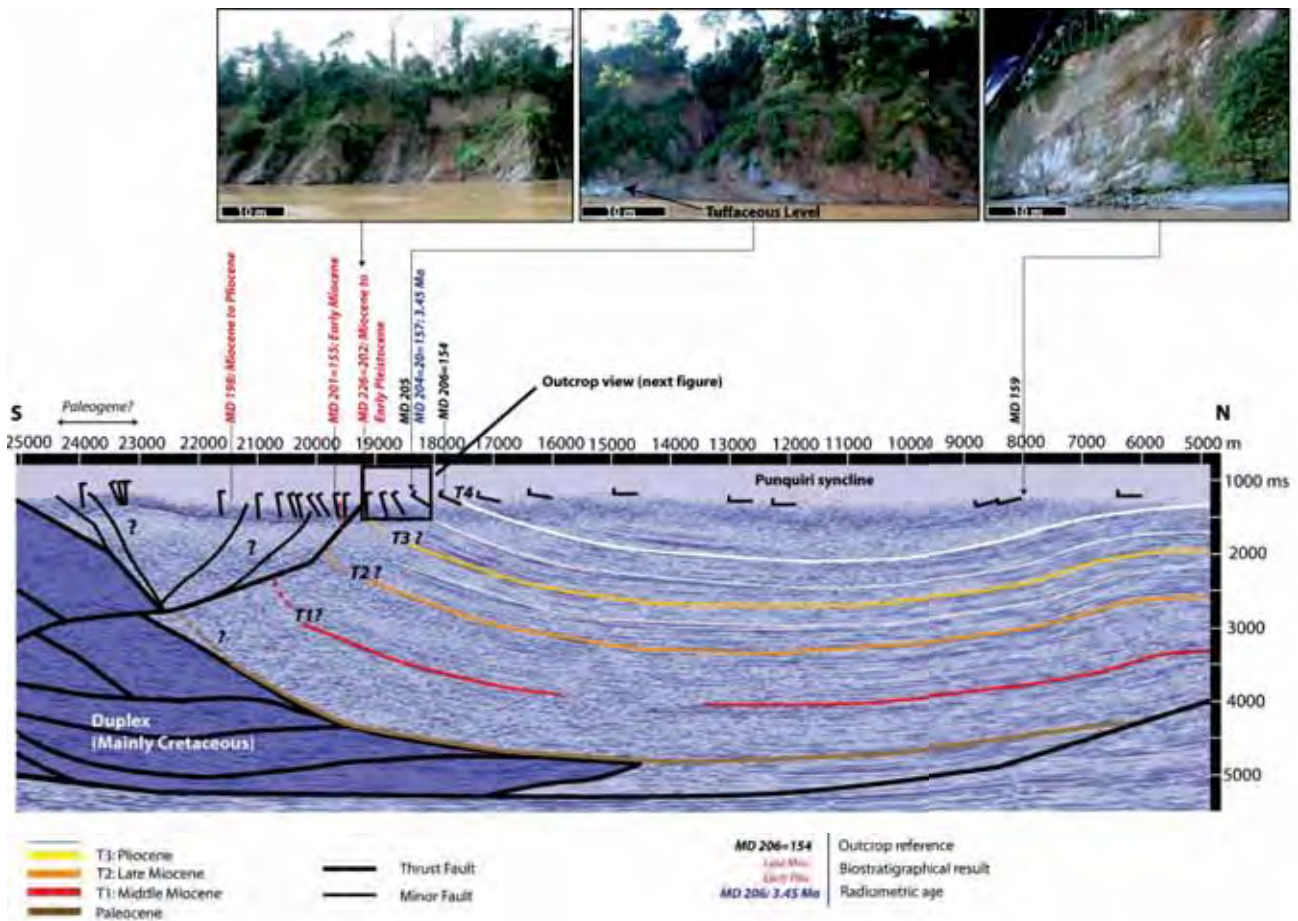 10 m
10 m
Tuffaceous Level
10 m
MD 198: Miocene to Pliocene
MD 201=155: Early Miocene
MD 226=202: Miocene to
Early Pleistocene
MD 205
MD 204=20=157: 3.45 Ma
MD 206=154
MD 159
Outcrop view (next figure)
S
Paleogene?
N
25000 24000 23000 22000 21000 20000 19000 18000 17000 16000 15000 14000 13000 12000 11000 10000 9000 8000 7000 6000 5000 m
Punquiri syncline
1000 ms
T4
?
?
T3 ?
2000
T2 ?
T1?
?
3000
4000
Duplex
(Mainly Cretaceous)
5000
T3: Pliocene
T2: Late Miocene
T1: Middle Miocene
Paleocene
Thrust Fault
Minor Fault
MD 206=154
Outcrop reference
Late Mio.
Biostratigraphical result
MD 206: 3.45 Ma
Radiometric age